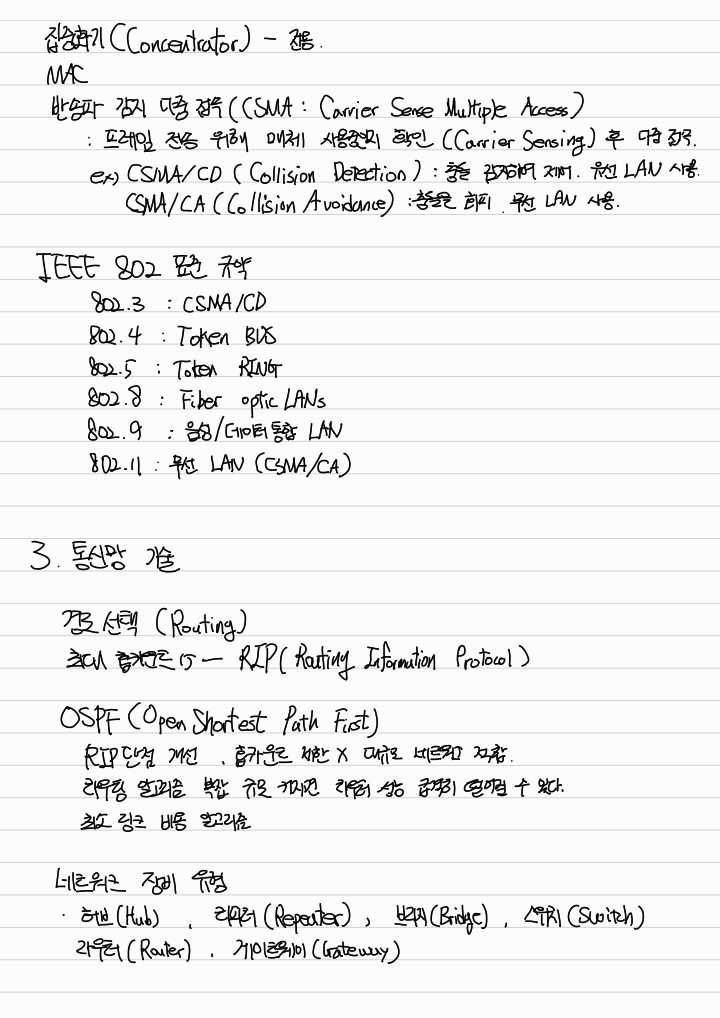 집중화기(Concentrator) - 전용.
MAC
반송파 감지 다중 접속(CSMA : Carrier Sense Multiple Access)
: 프레임 전송 위해 매체 사용중인지 확인 (Carrier Sensing) 후 다중 접속.
ex) CSMA/CD (Collision Detection) : 충돌 감지하여 제어. 유선 LAN 사용.
CSMA/CA (Collision Avoidance) : 충돌을 회피. 무선 LAN 사용.
IEEE 802 표준 규약
802.3 : CSMA/CD
802.4 : Token BUS
802.5 : Token RING
802.8 : Fiber optic LANs
802.9 : 음성/데이터 통합 LAN
802.11 : 무선 LAN (CSMA/CA)
3. 통신망 기술
경로 선택 (Routing)
최대 홉카운트 15 — RIP( Routing Information Protocol )
OSPF (Open Shortest Path First)
RIP 단점 개선 . 홉카운트 제한 X 대규모 네트워크 적합.
라우팅 알고리즘 복잡 규모 커지면 라우터 성능 급격히 떨어질 수 있다.
최소 링크 비용 알고리즘
네트워크 장비 유형
· 허브(Hub) , 리피터(Repeater) , 브리지(Bridge) , 스위치(Switch)
라우터(Router) , 게이트웨이(Gateway)